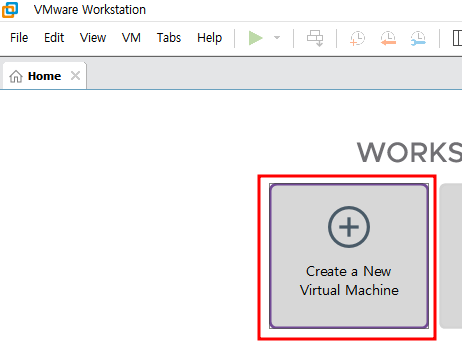 VMware Workstation
File Edit View VM Tabs Help
Home
WORKS
Create a New
Virtual Machine